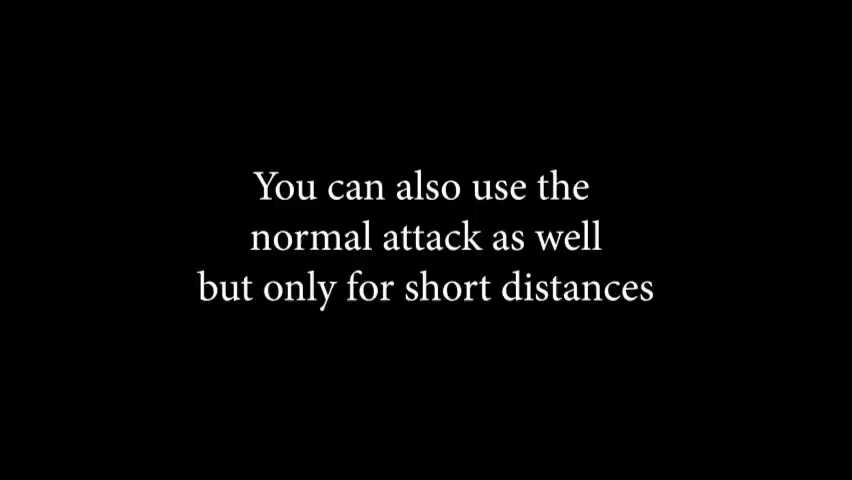 You can also use the
normal attack as well
but only for short distances